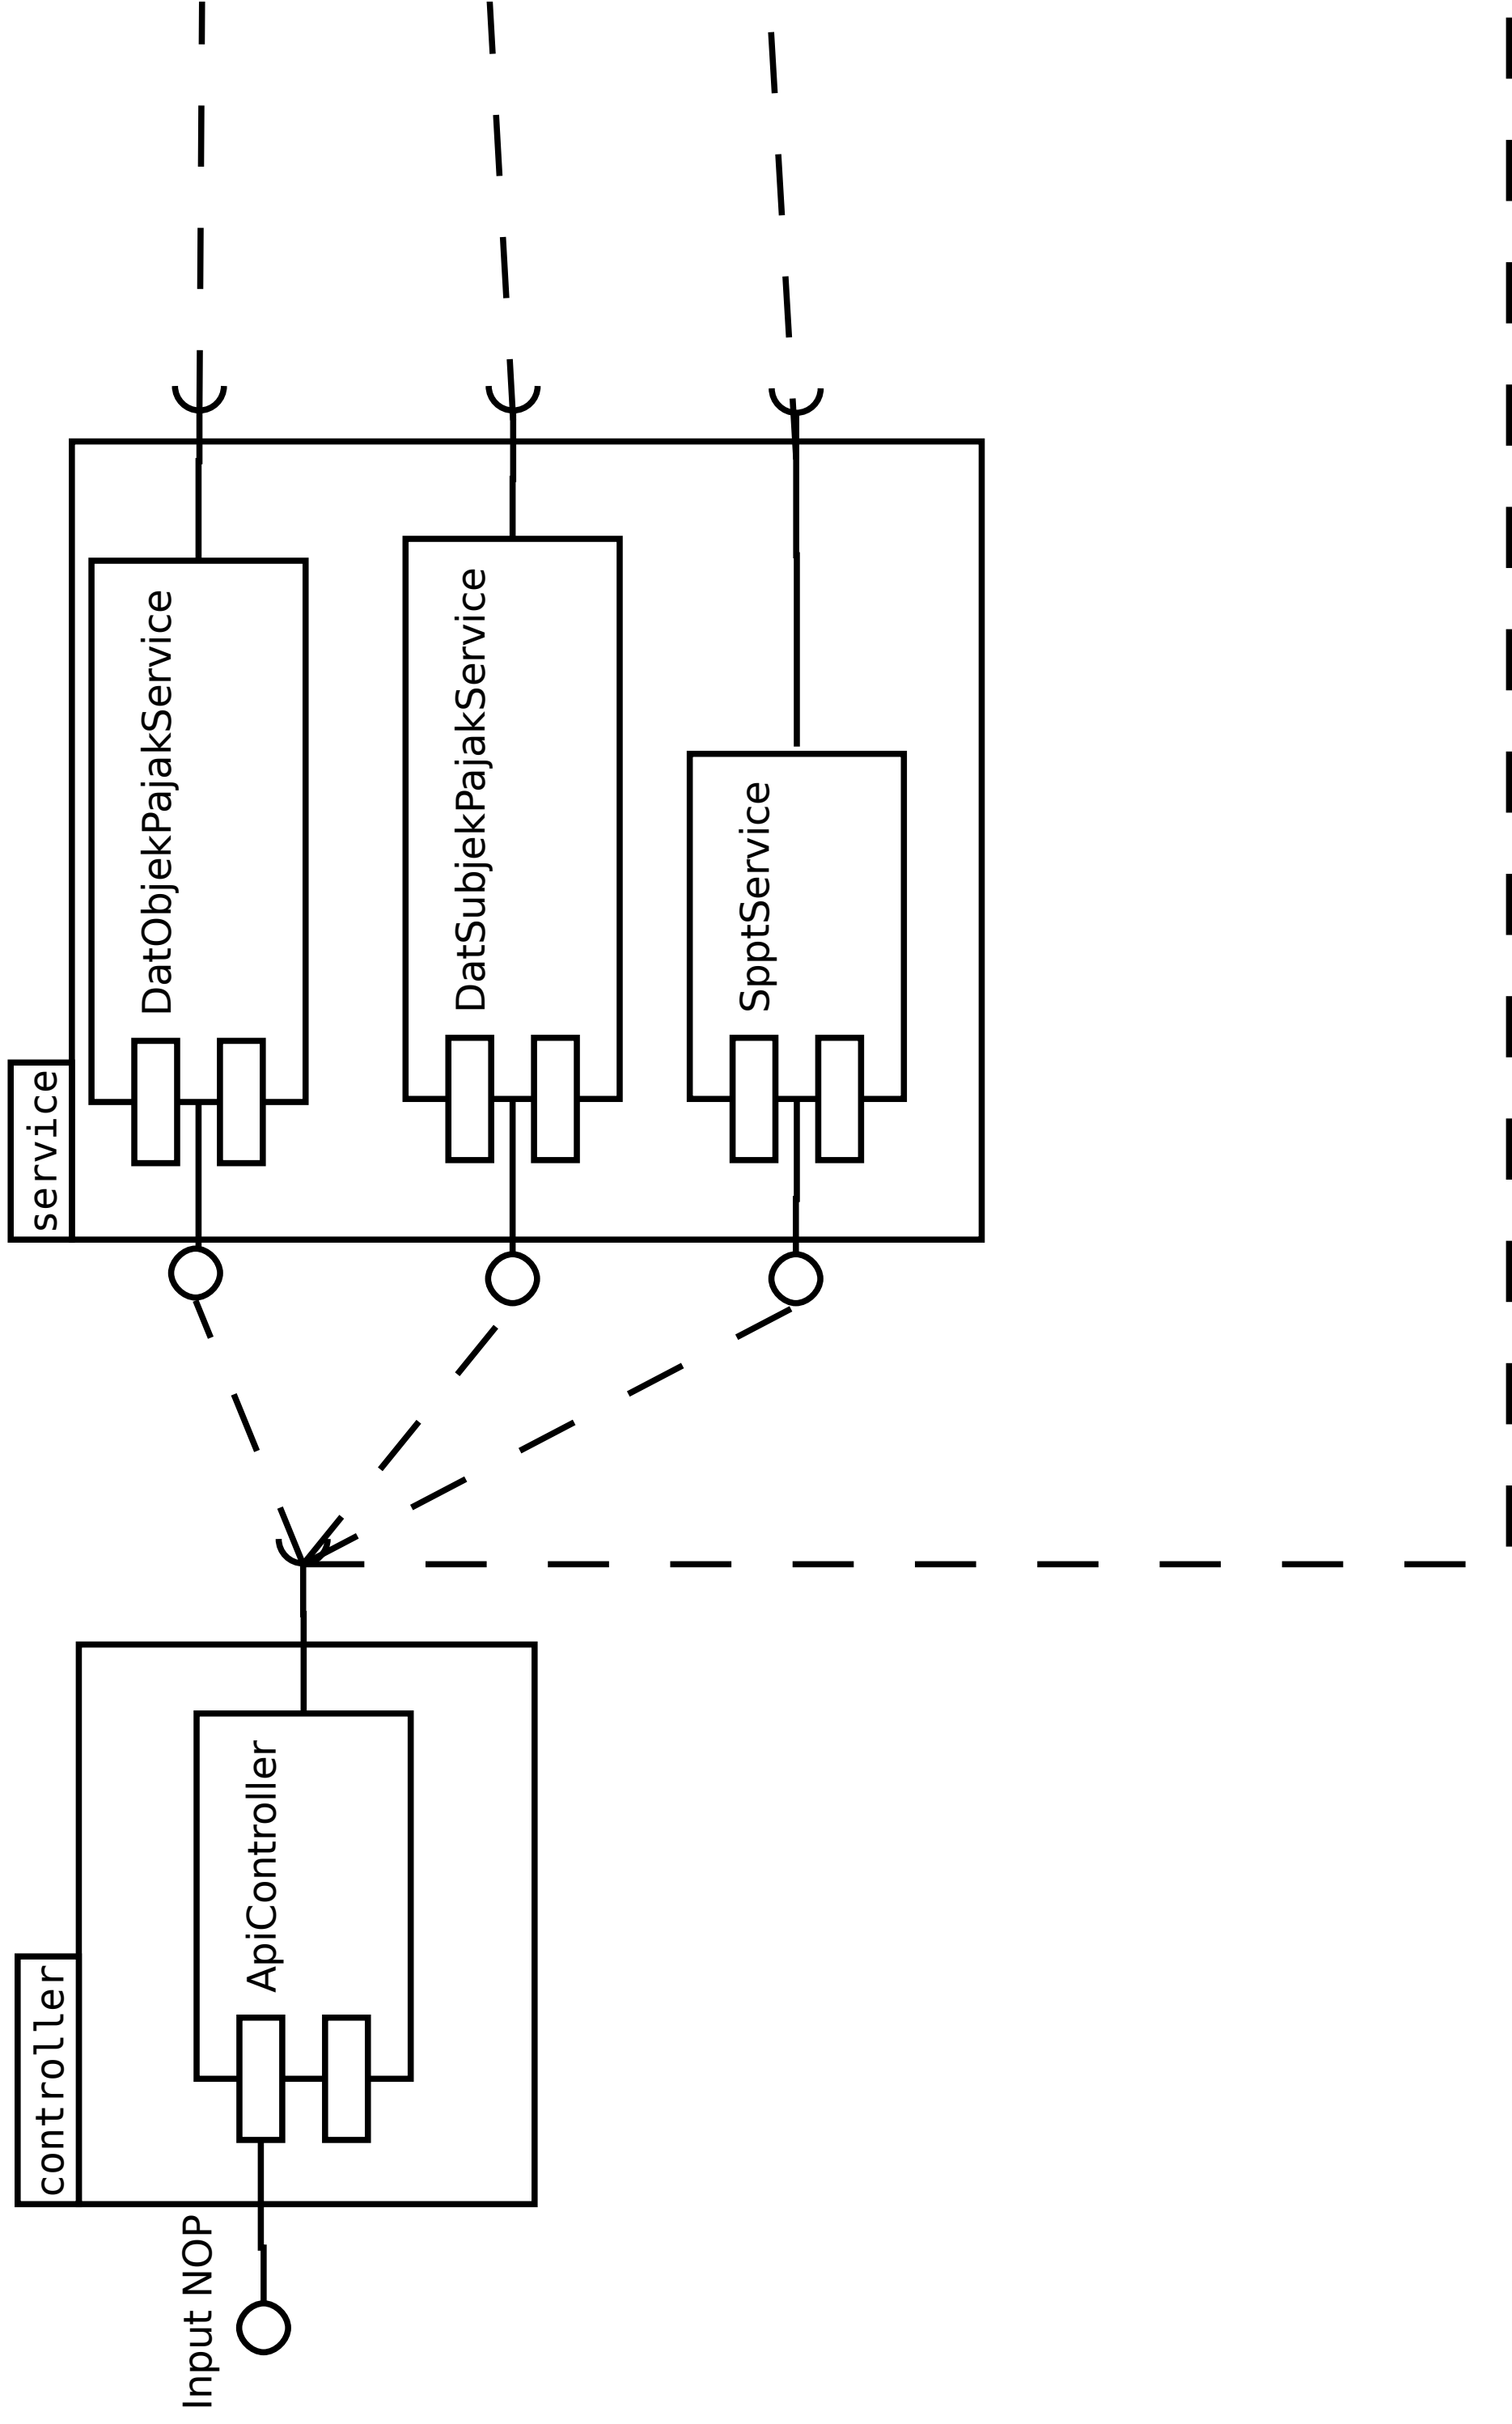 Input NOP
controller
ApiController
service
DatObjekPajakService
DatSubjekPajakService
SpptService